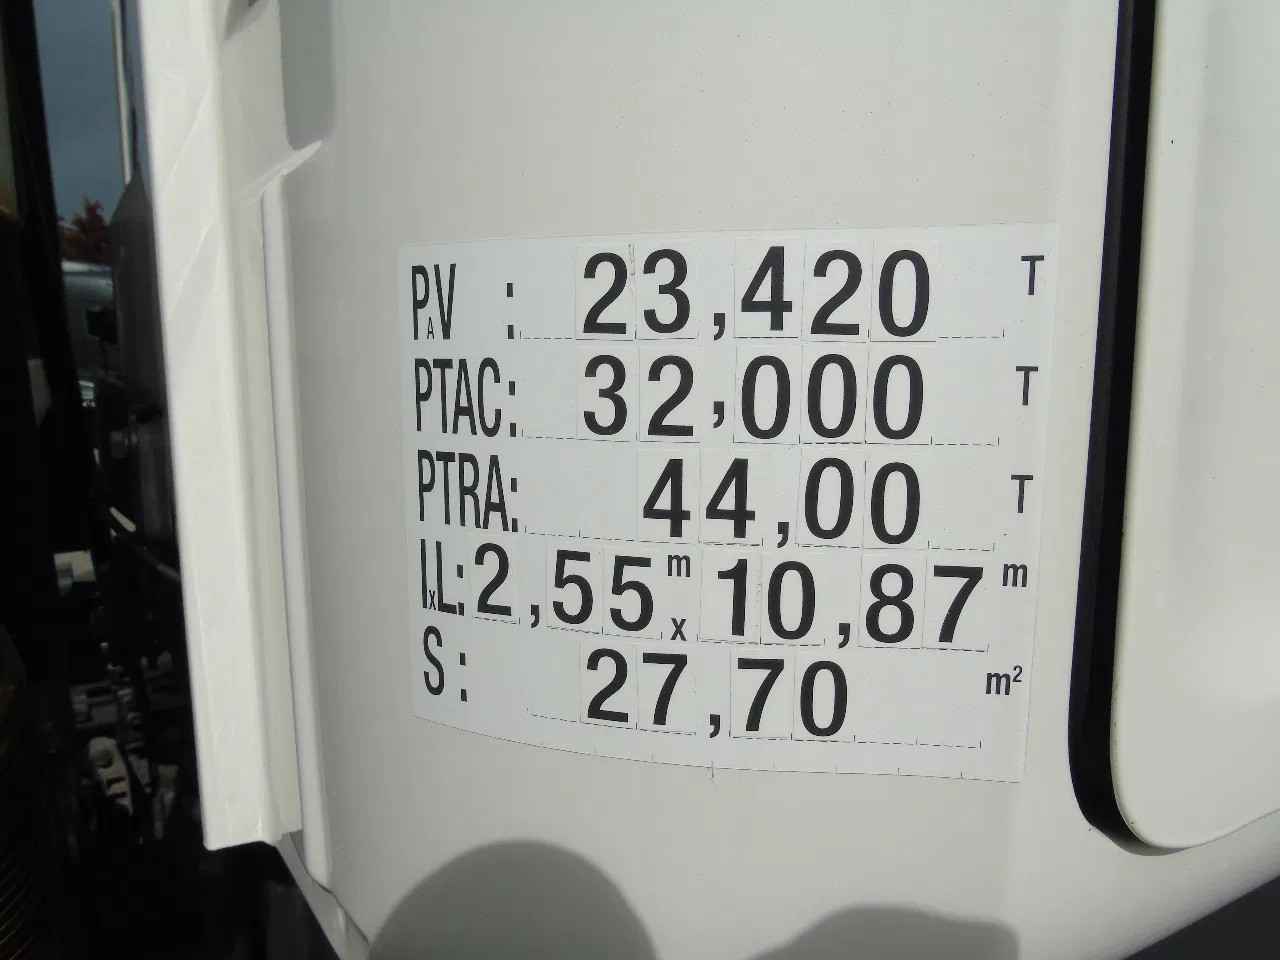 PAV : 23,420 T
PTAC: 32,000 T
PTRA: 44,00 T
lxL: 2,55 m x 10,87 m
S : 27,70 m²